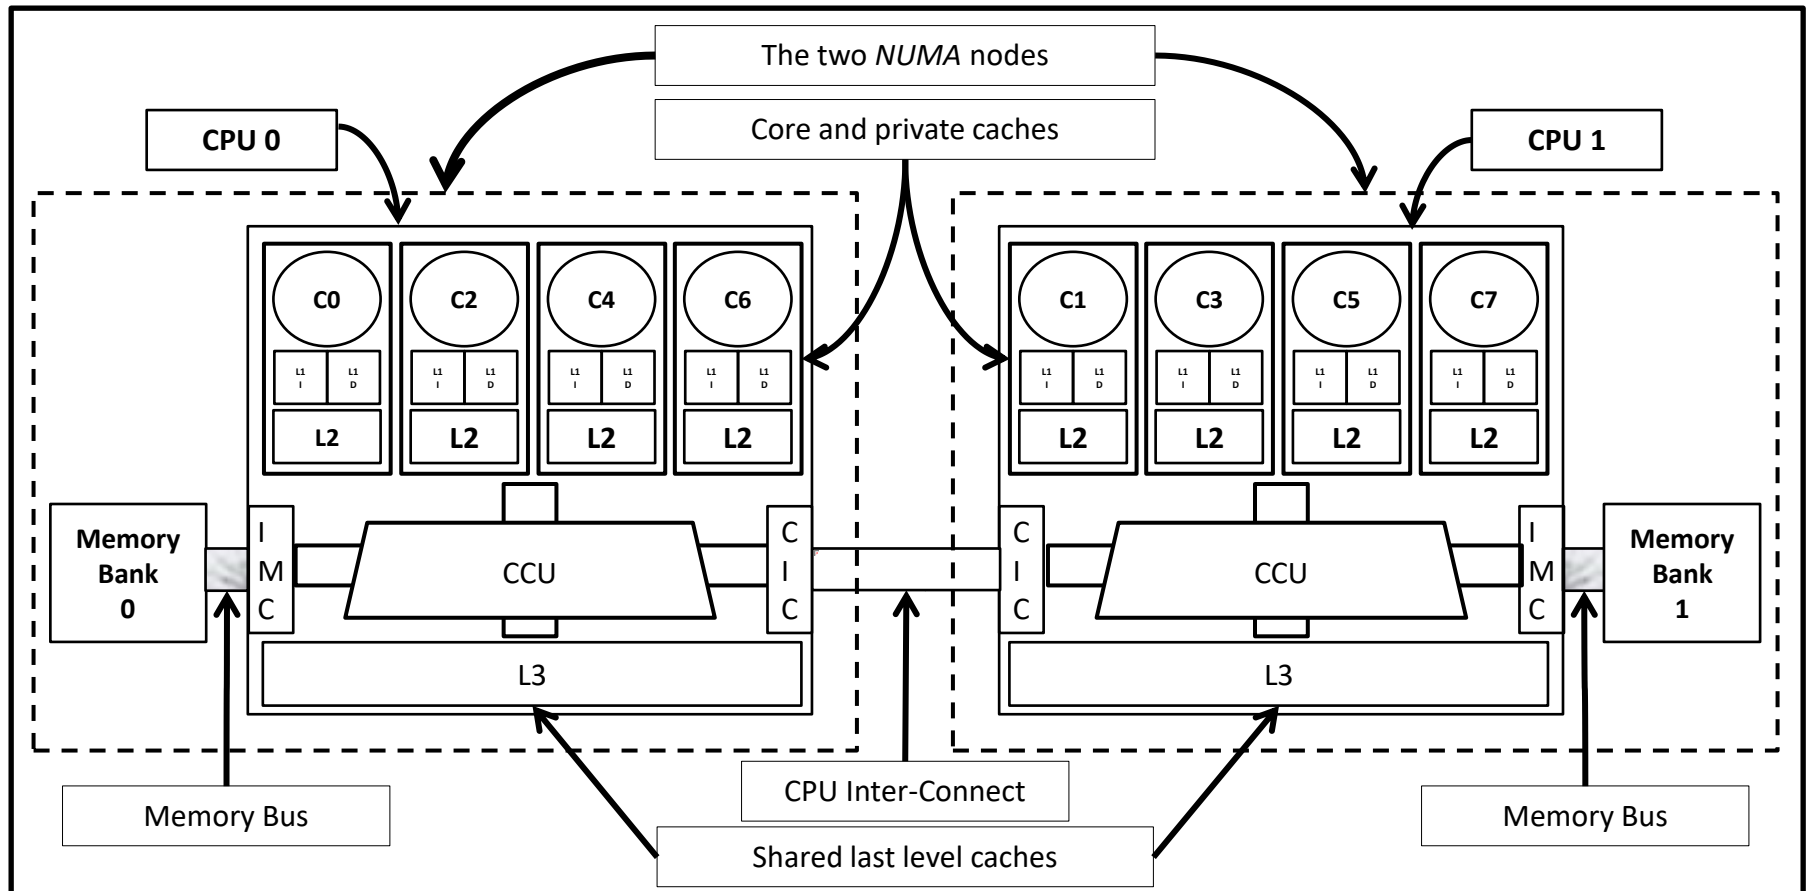 The two NUMA nodes
Core and private caches
CPU 0
CPU 1
C0
C2
C4
C6
C1
C3
C5
C7
L1
I
L1
D
L1
I
L1
D
L1
I
L1
D
L1
I
L1
D
L1
I
L1
D
L1
I
L1
D
L1
I
L1
D
L1
I
L1
D
L2
L2
L2
L2
L2
L2
L2
L2
Memory
Bank
0
I
M
C
CCU
C
I
C
C
I
C
CCU
I
M
C
Memory
Bank
1
L3
L3
CPU Inter-Connect
Memory Bus
Memory Bus
Shared last level caches